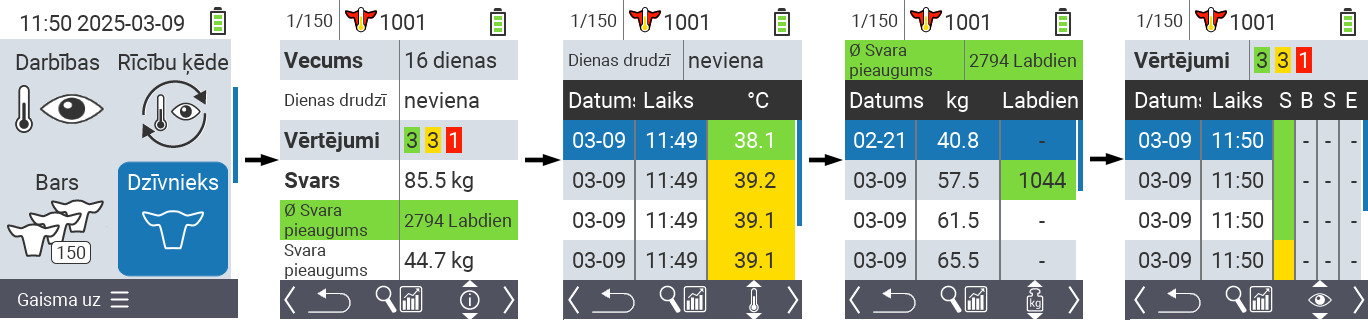 11:50 2025-03-09
Darbības Rīcību ķēde
Bars Dzīvnieks
150
Gaisma uz
1/150 1001
Vecums 16 dienas
Dienas drudzī neviena
Vērtējumi 3 3 1
Svars 85.5 kg
Ø Svara
pieaugums 2794 Labdien
Svara
pieaugums 44.7 kg
1/150 1001
Dienas drudzī neviena
Datums Laiks °C
03-09 11:49 38.1
03-09 11:49 39.2
03-09 11:49 39.1
03-09 11:49 39.1
1/150 1001
Ø Svara
pieaugums 2794 Labdien
Datums kg Labdien
02-21 40.8 -
03-09 57.5 1044
03-09 61.5 -
03-09 65.5 -
kg
1/150 1001
Vērtējumi 3 3 1
Datums Laiks S B S E
03-09 11:50 - - -
03-09 11:50 - - -
03-09 11:50 - - -
03-09 11:50 - - -